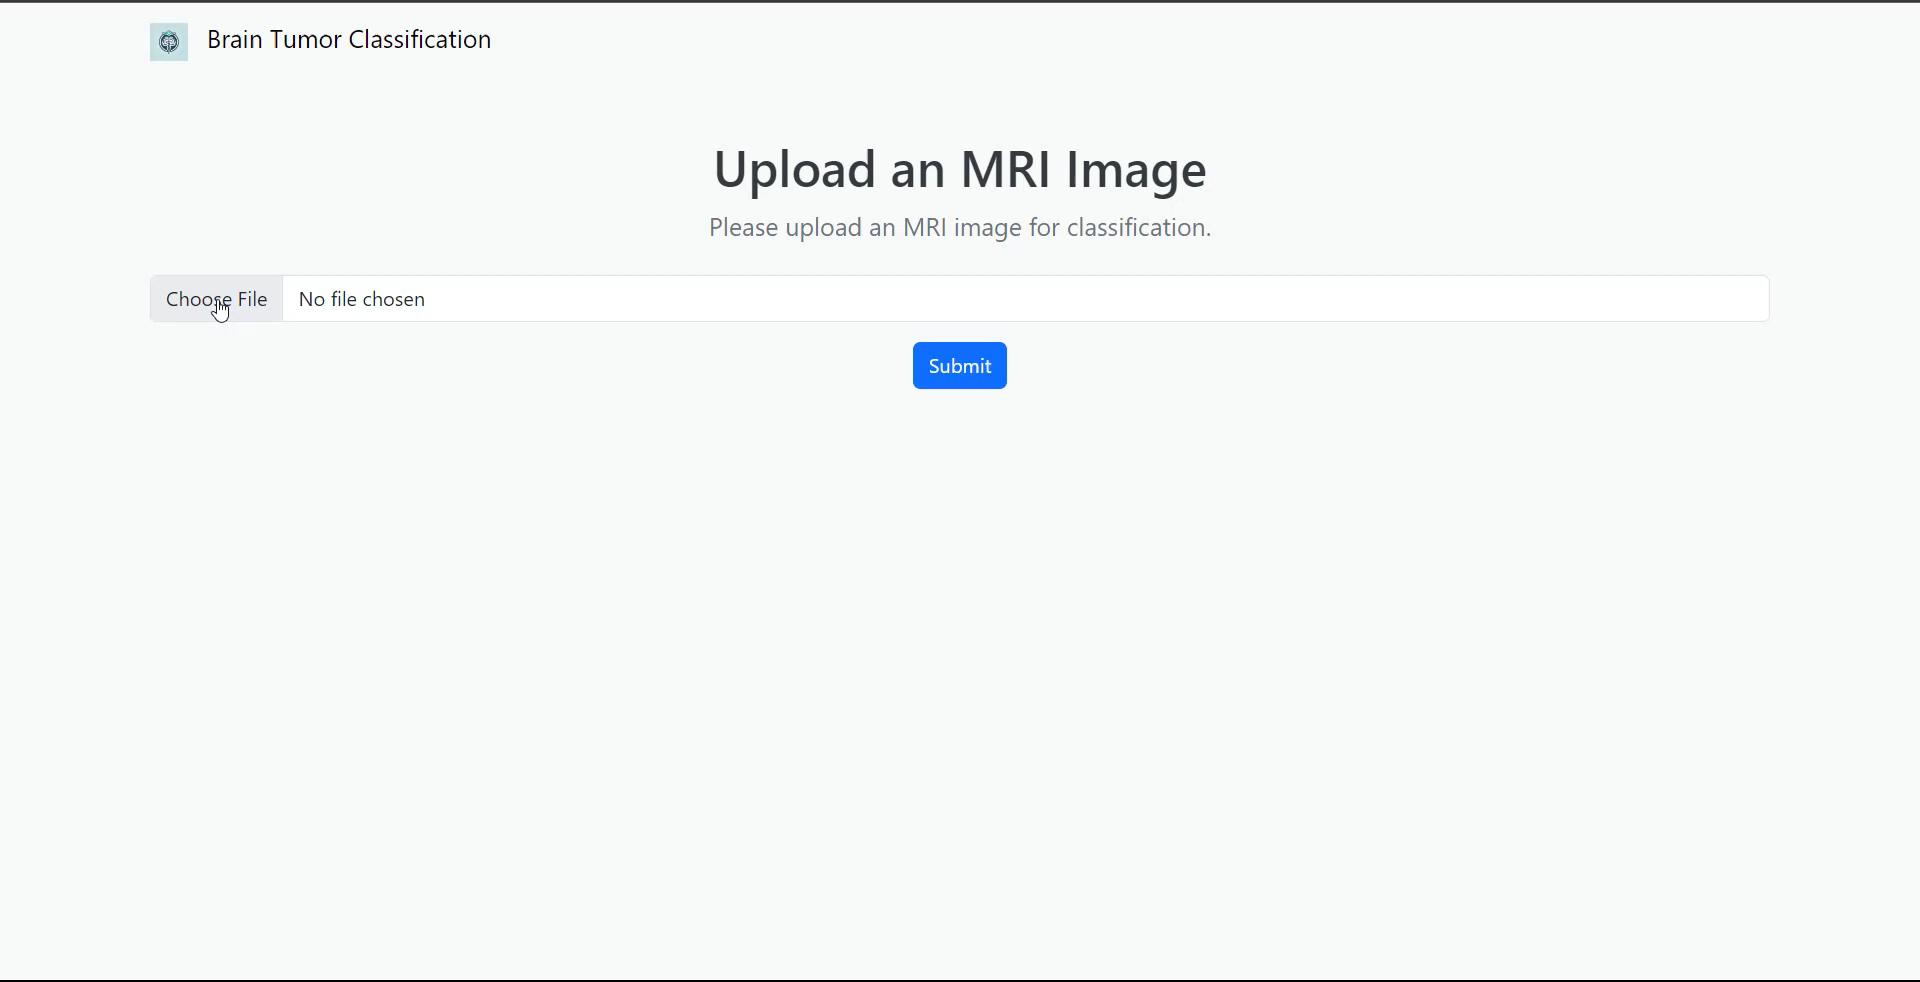 Brain Tumor Classification
Upload an MRI Image
Please upload an MRI image for classification.
Choose File No file chosen
Submit